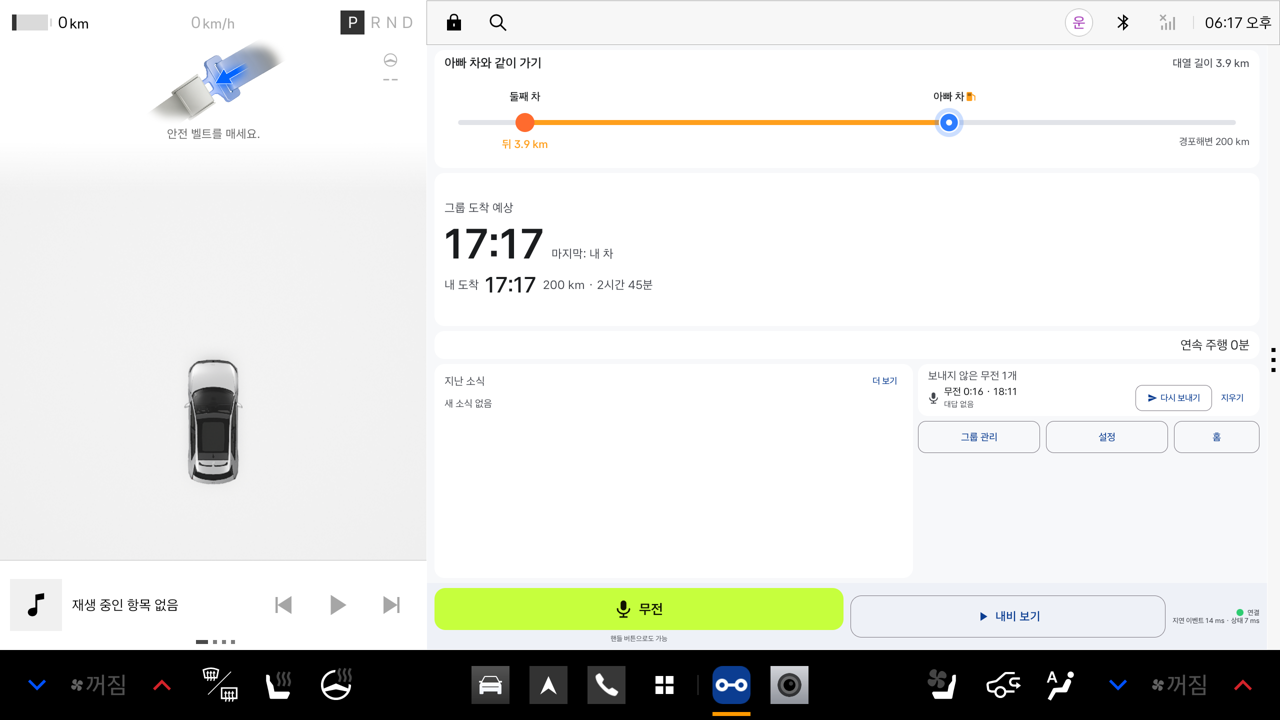 0 km
0 km/h
P R N D
안전 벨트를 매세요.
재생 중인 항목 없음
운
06:17 오후
아빠 차와 같이 가기
대열 길이 3.9 km
둘째 차
아빠 차
뒤 3.9 km
경포해변 200 km
그룹 도착 예상
17:17 마지막: 내 차
내 도착 17:17 200 km · 2시간 45분
연속 주행 0분
지난 소식
더 보기
새 소식 없음
보내지 않은 무전 1개
무전 0:16 · 18:11
대답 없음
다시 보내기
지우기
그룹 관리
설정
홈
무전
핸들 버튼으로도 가능
내비 보기
연결
지연 이벤트 14 ms · 상태 7 ms
꺼짐
A
꺼짐